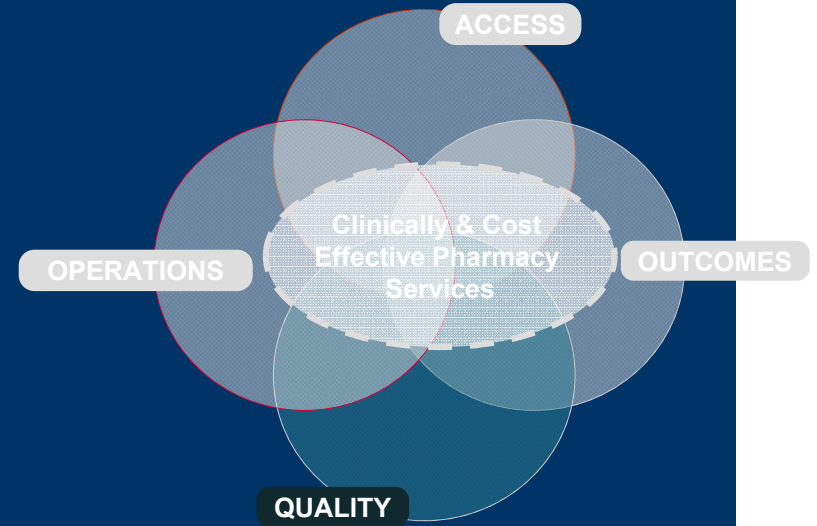 ACCESS
Clinically & Cost
Effective Pharmacy
Services
OPERATIONS
OUTCOMES
QUALITY